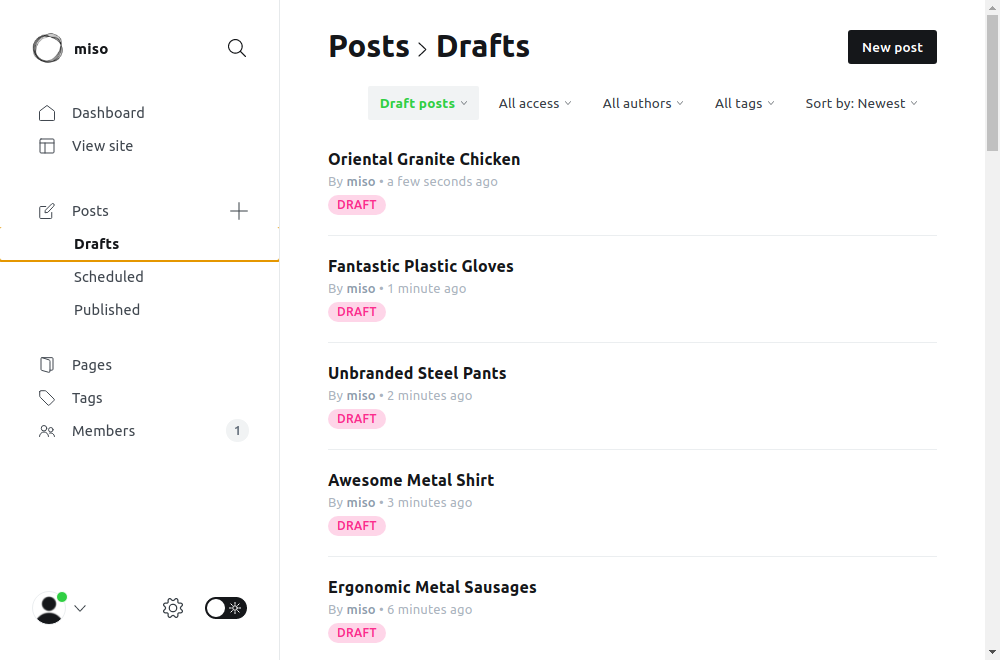 miso
Dashboard
View site
Posts
Drafts
Scheduled
Published
Pages
Tags
Members 1
Posts > Drafts
New post
Draft posts All access All authors All tags Sort by: Newest
Oriental Granite Chicken
By miso • a few seconds ago
DRAFT
Fantastic Plastic Gloves
By miso • 1 minute ago
DRAFT
Unbranded Steel Pants
By miso • 2 minutes ago
DRAFT
Awesome Metal Shirt
By miso • 3 minutes ago
DRAFT
Ergonomic Metal Sausages
By miso • 6 minutes ago
DRAFT